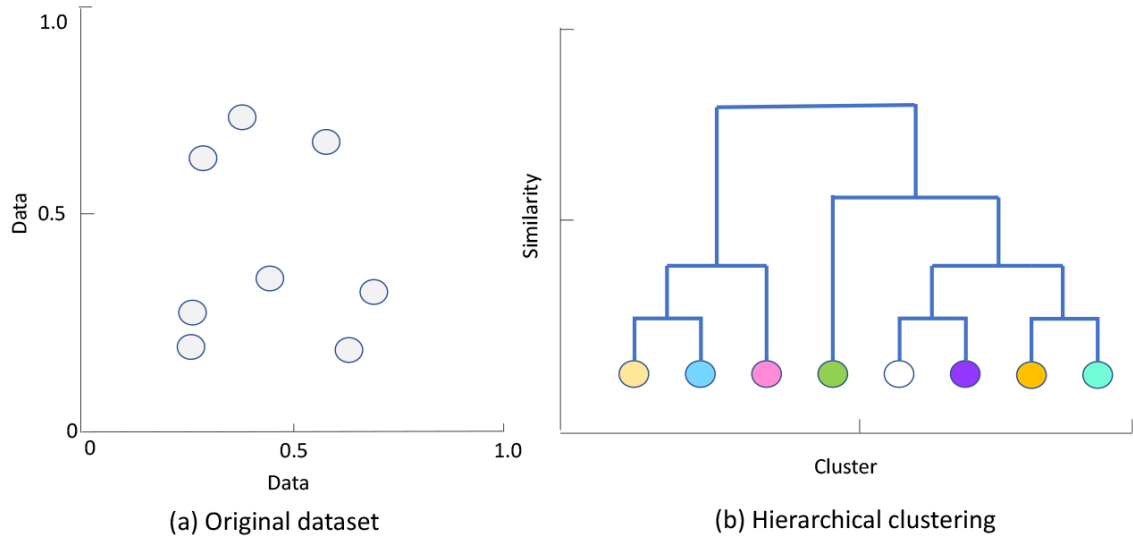 1.0
Data
0.5
0
0
0.5
1.0
Data
(a) Original dataset
Similarity
Cluster
(b) Hierarchical clustering